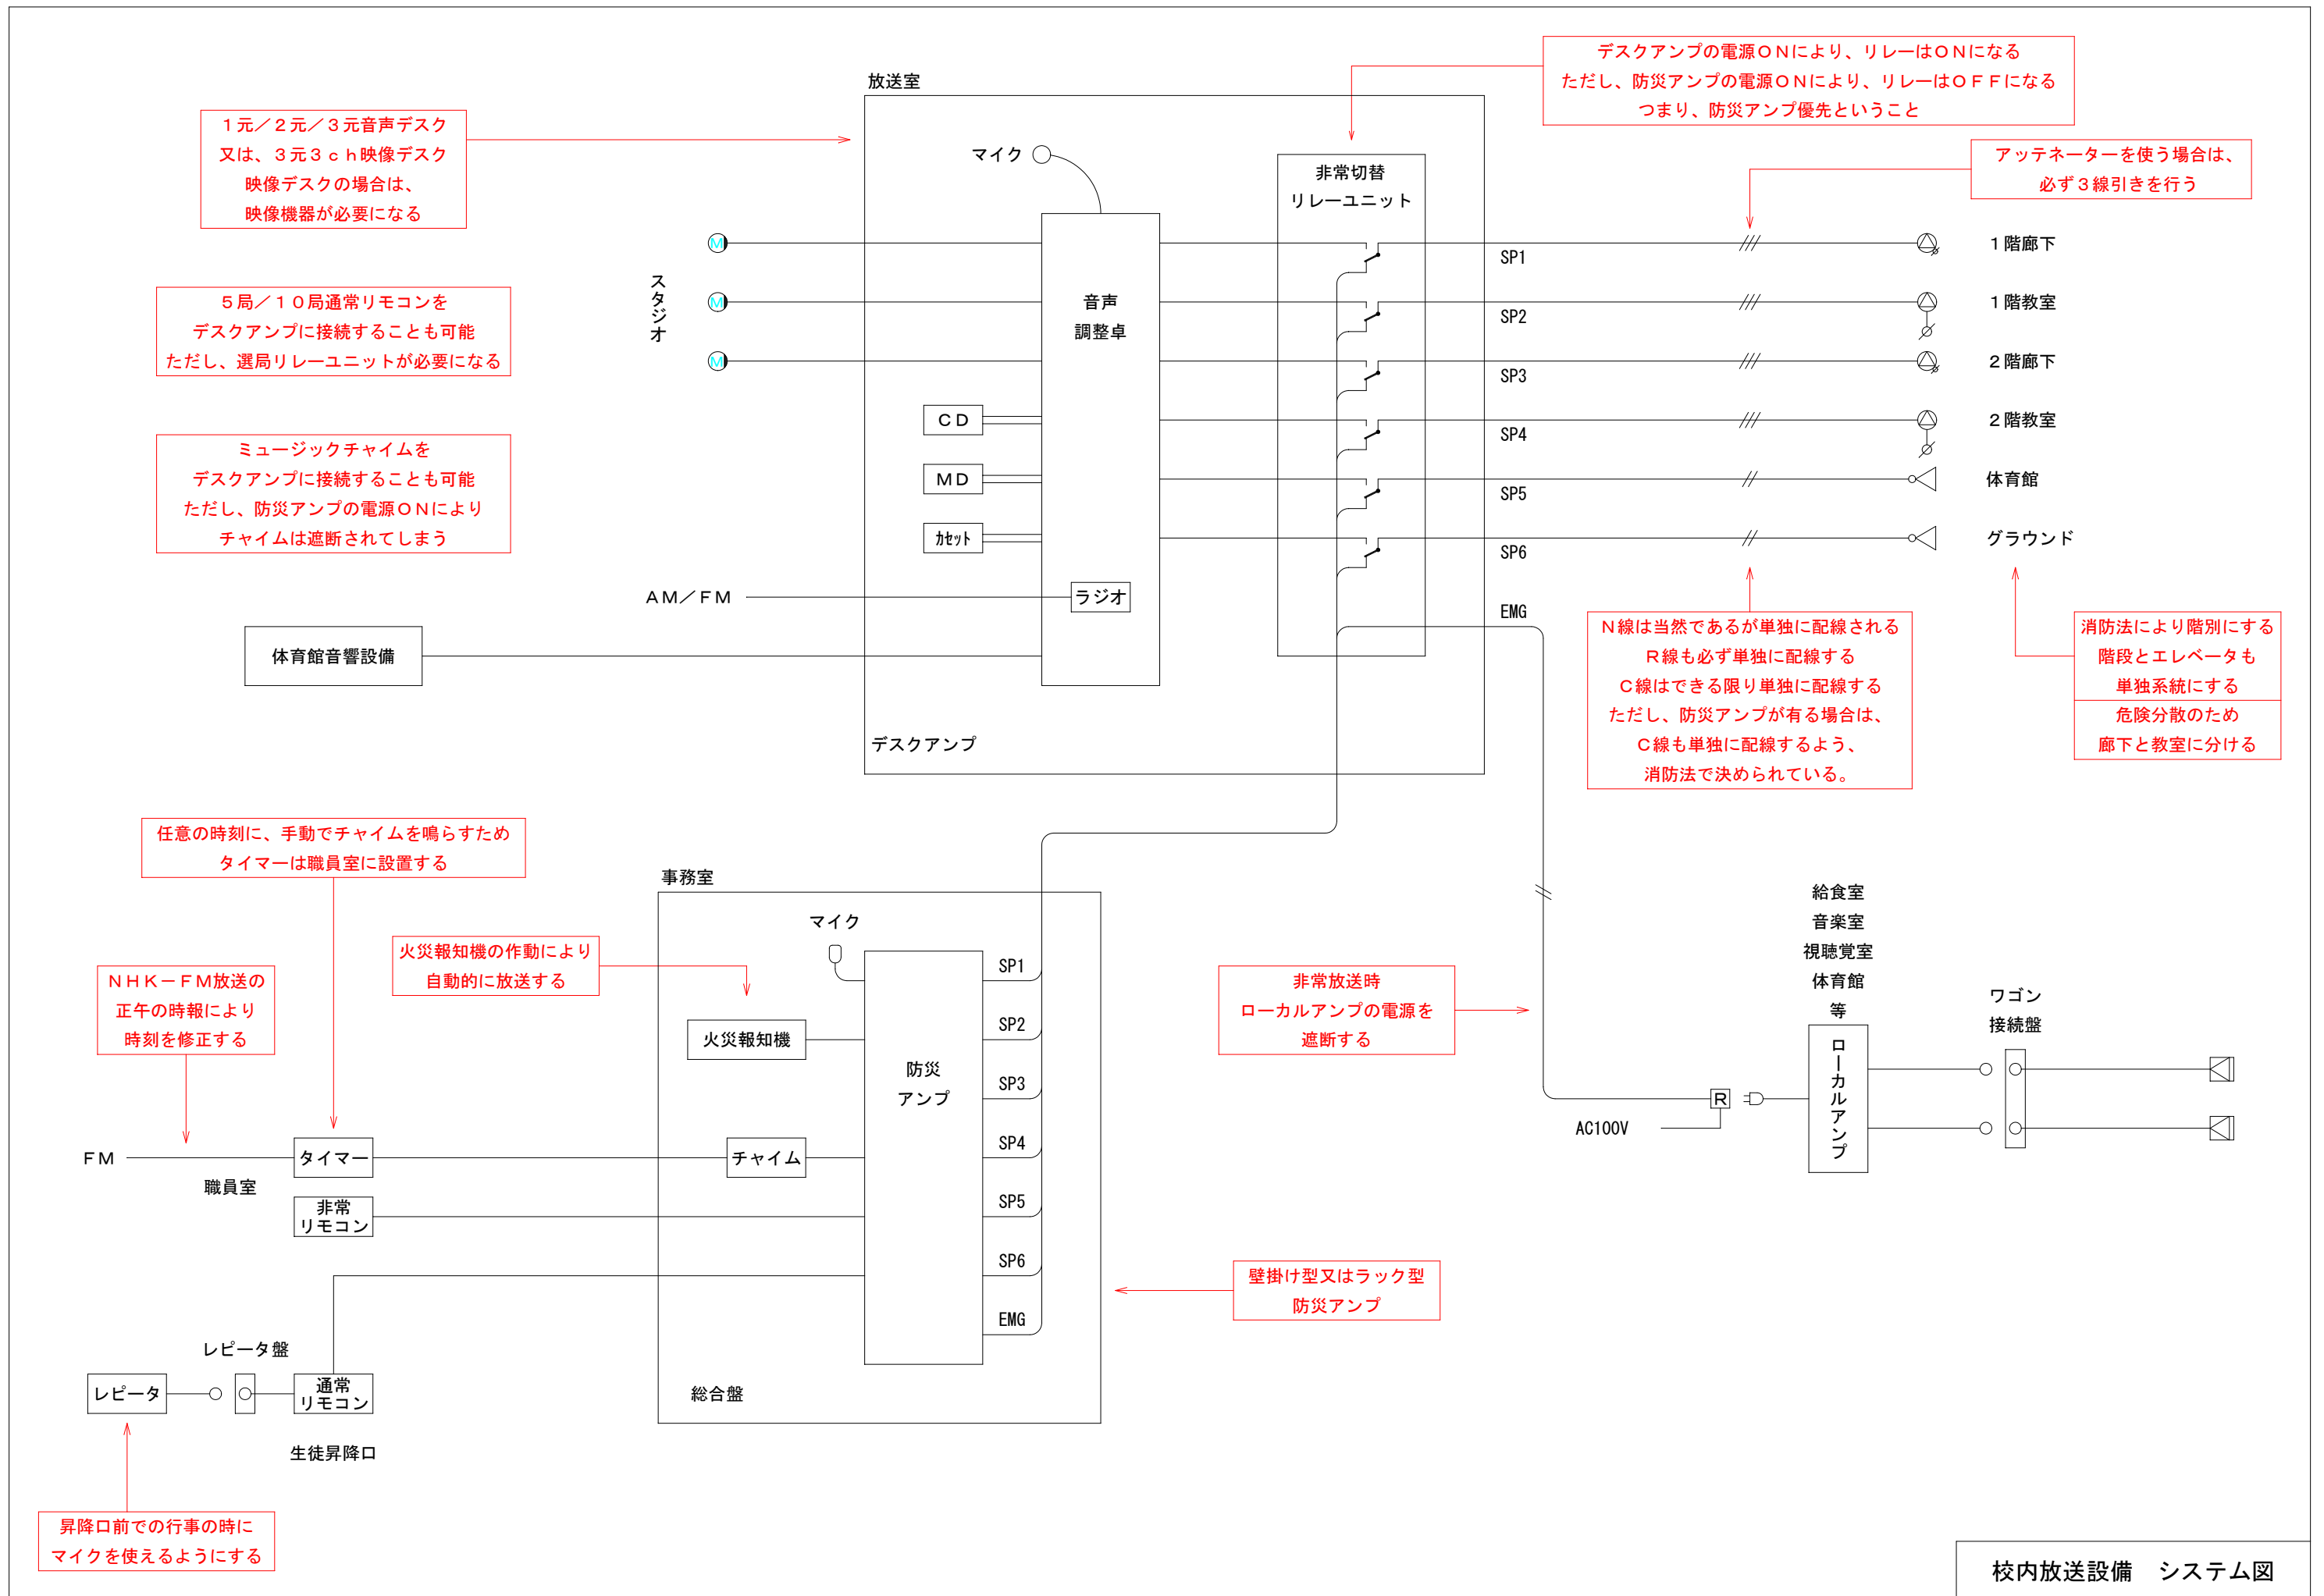 デスクアンプの電源ＯＮにより、リレーはＯＮになる
ただし、防災アンプの電源ＯＮにより、リレーはＯＦＦになる
つまり、防災アンプ優先ということ
放送室
１元／２元／３元音声デスク
又は、３元３ｃｈ映像デスク
映像デスクの場合は、
映像機器が必要になる
マイク
非常切替
リレーユニット
アッテネーターを使う場合は、
必ず３線引きを行う
５局／１０局通常リモコンを
デスクアンプに接続することも可能
ただし、選局リレーユニットが必要になる
スタジオ
M
M
M
音声
調整卓
SP1
１階廊下
SP2
１階教室
SP3
２階廊下
SP4
２階教室
SP5
体育館
SP6
グラウンド
EMG
ＣＤ
ＭＤ
ｶｾｯﾄ
ミュージックチャイムを
デスクアンプに接続することも可能
ただし、防災アンプの電源ＯＮにより
チャイムは遮断されてしまう
ＡＭ／ＦＭ
ラジオ
体育館音響設備
デスクアンプ
Ｎ線は当然であるが単独に配線される
Ｒ線も必ず単独に配線する
Ｃ線はできる限り単独に配線する
ただし、防災アンプが有る場合は、
Ｃ線も単独に配線するよう、
消防法で決められている。
消防法により階別にする
階段とエレベータも
単独系統にする
危険分散のため
廊下と教室に分ける
任意の時刻に、手動でチャイムを鳴らすため
タイマーは職員室に設置する
事務室
マイク
火災報知機の作動により
自動的に放送する
火災報知機
防災
アンプ
SP1
SP2
SP3
SP4
SP5
SP6
EMG
ＮＨＫ－ＦＭ放送の
正午の時報により
時刻を修正する
ＦＭ
タイマー
チャイム
職員室
非常
リモコン
非常放送時
ローカルアンプの電源を
遮断する
給食室
音楽室
視聴覚室
体育館
等
ローカルアンプ
ワゴン
接続盤
R
AC100V
壁掛け型又はラック型
防災アンプ
レピータ盤
レピータ
通常
リモコン
総合盤
生徒昇降口
昇降口前での行事の時に
マイクを使えるようにする
校内放送設備　システム図